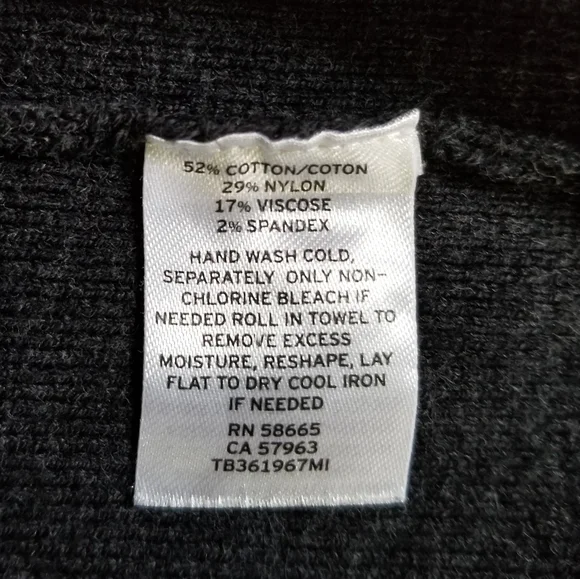 52% COTTON/COTON
29% NYLON
17% VISCOSE
2% SPANDEX
HAND WASH COLD,
SEPARATELY ONLY NON-
CHLORINE BLEACH IF
NEEDED ROLL IN TOWEL TO
REMOVE EXCESS
MOISTURE, RESHAPE, LAY
FLAT TO DRY COOL IRON
IF NEEDED
RN 58665
CA 57963
TB361967MI